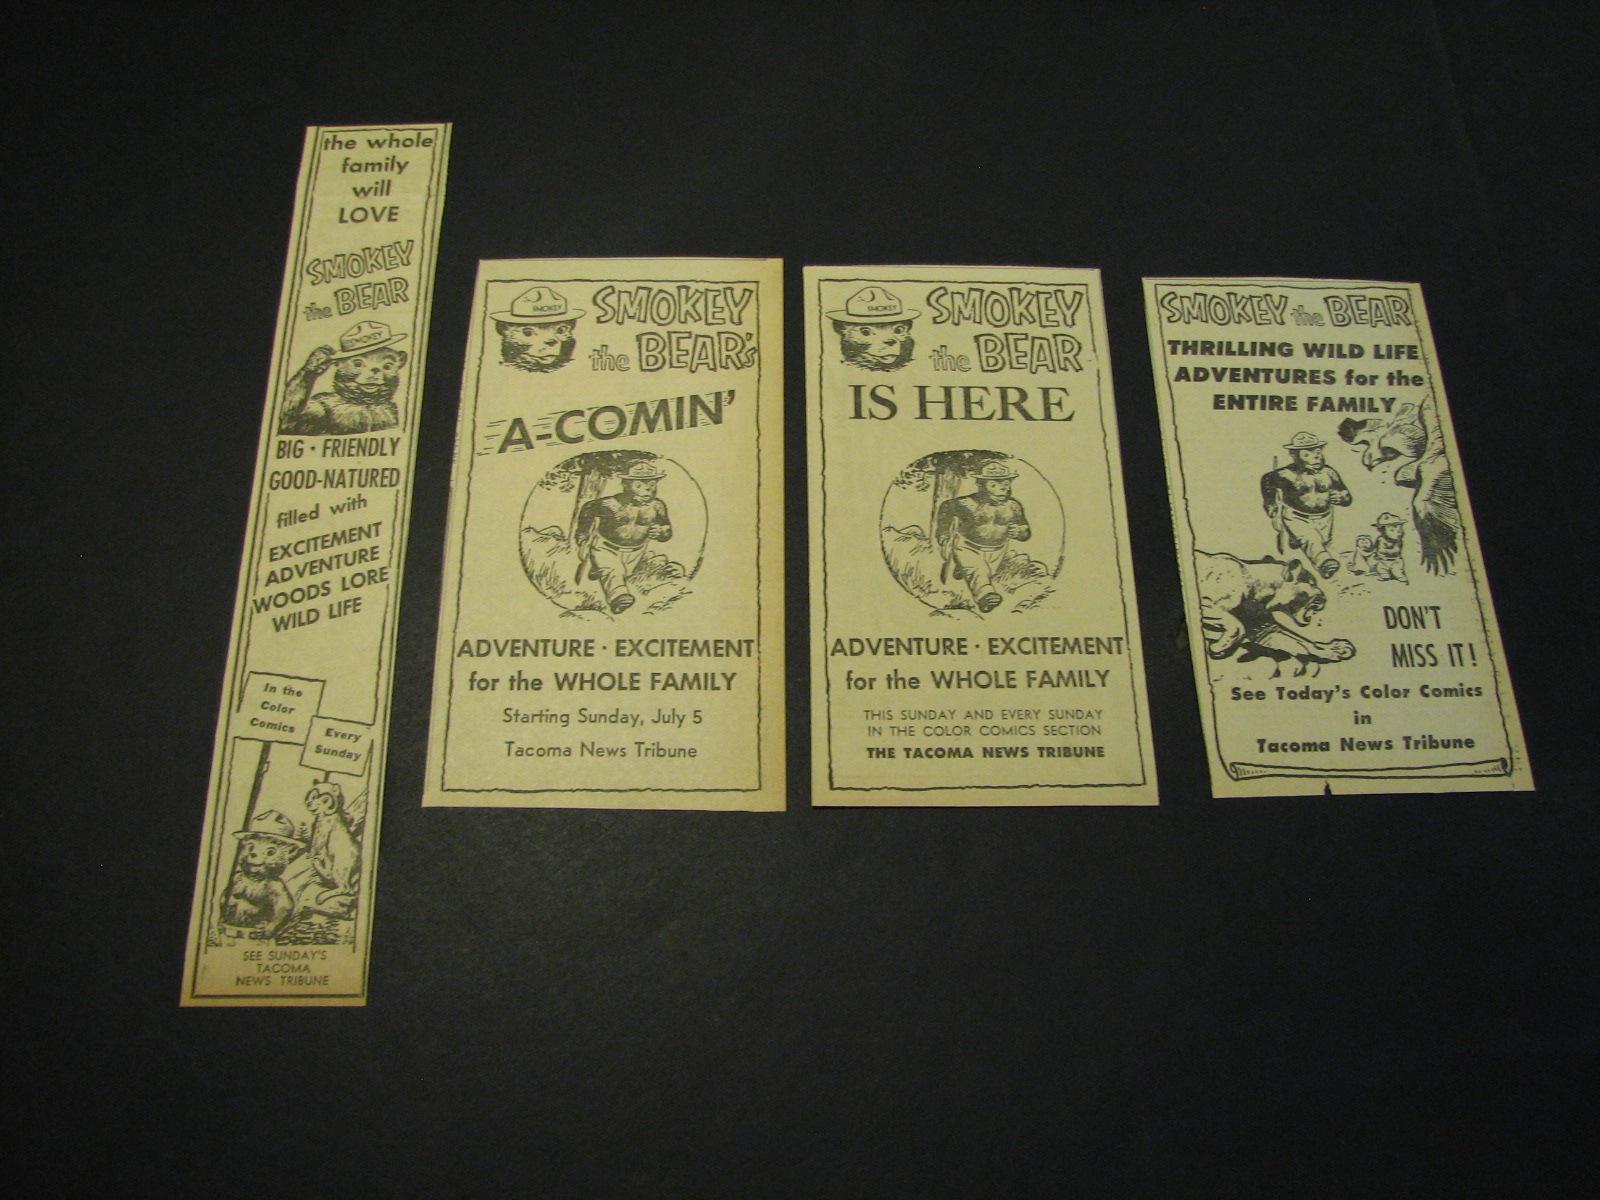 the whole
family
will
LOVE
SMOKEY
the BEAR
SMOKEY
BIG · FRIENDLY
GOOD-NATURED
filled with
EXCITEMENT
ADVENTURE
WOODS LORE
WILD LIFE
In the
Color
Comics
Every
Sunday
SEE SUNDAY'S
TACOMA
NEWS TRIBUNE
SMOKEY
SMOKEY
the BEAR's
A-COMIN'
ADVENTURE · EXCITEMENT
for the WHOLE FAMILY
Starting Sunday, July 5
Tacoma News Tribune
SMOKEY
SMOKEY
the BEAR
IS HERE
ADVENTURE · EXCITEMENT
for the WHOLE FAMILY
THIS SUNDAY AND EVERY SUNDAY
IN THE COLOR COMICS SECTION
THE TACOMA NEWS TRIBUNE
SMOKEY the BEAR
THRILLING WILD LIFE
ADVENTURES for the
ENTIRE FAMILY
DON'T
MISS IT!
See Today's Color Comics
in
Tacoma News Tribune